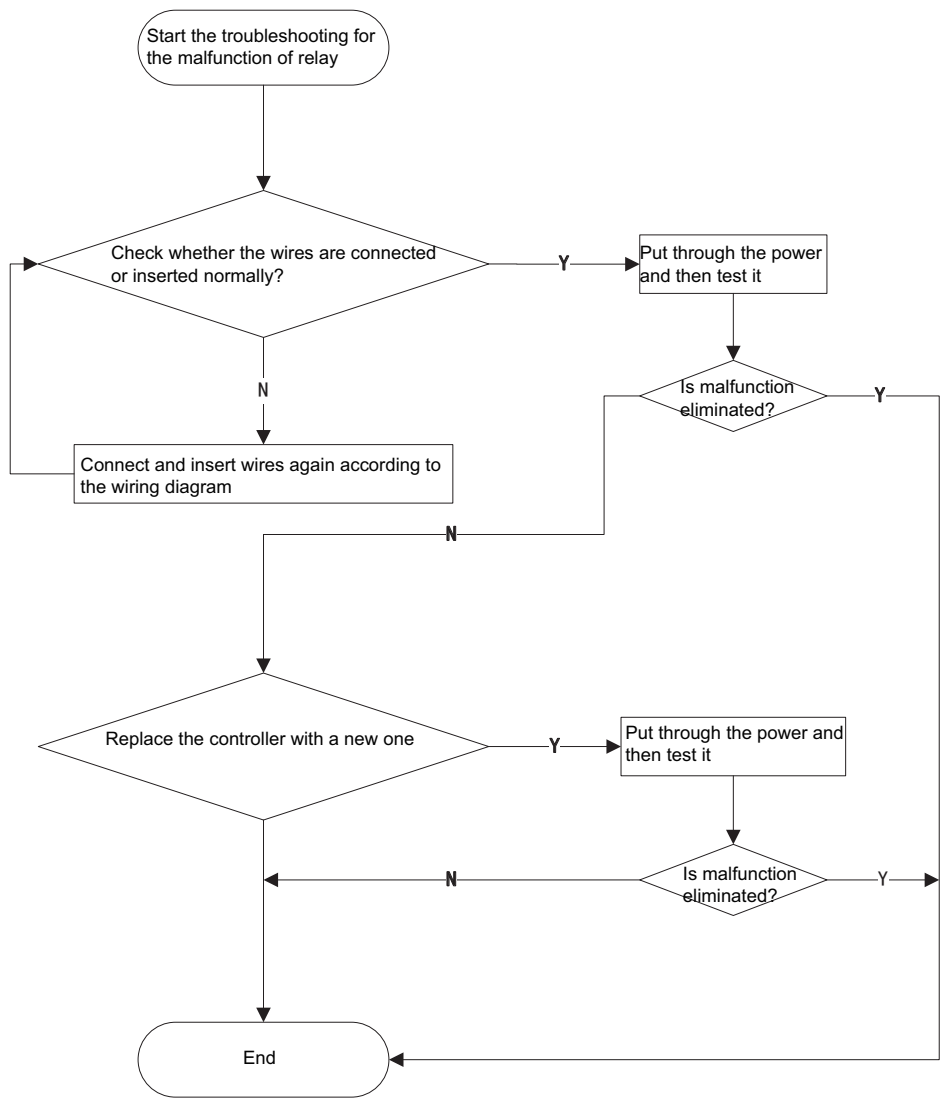 Start the troubleshooting for
the malfunction of relay
Check whether the wires are connected
or inserted normally?
Y
Put through the power
and then test it
N
Is malfunction
eliminated?
Y
Connect and insert wires again according to
the wiring diagram
N
Replace the controller with a new one
Y
Put through the power and
then test it
Is malfunction
eliminated?
N
Y
End